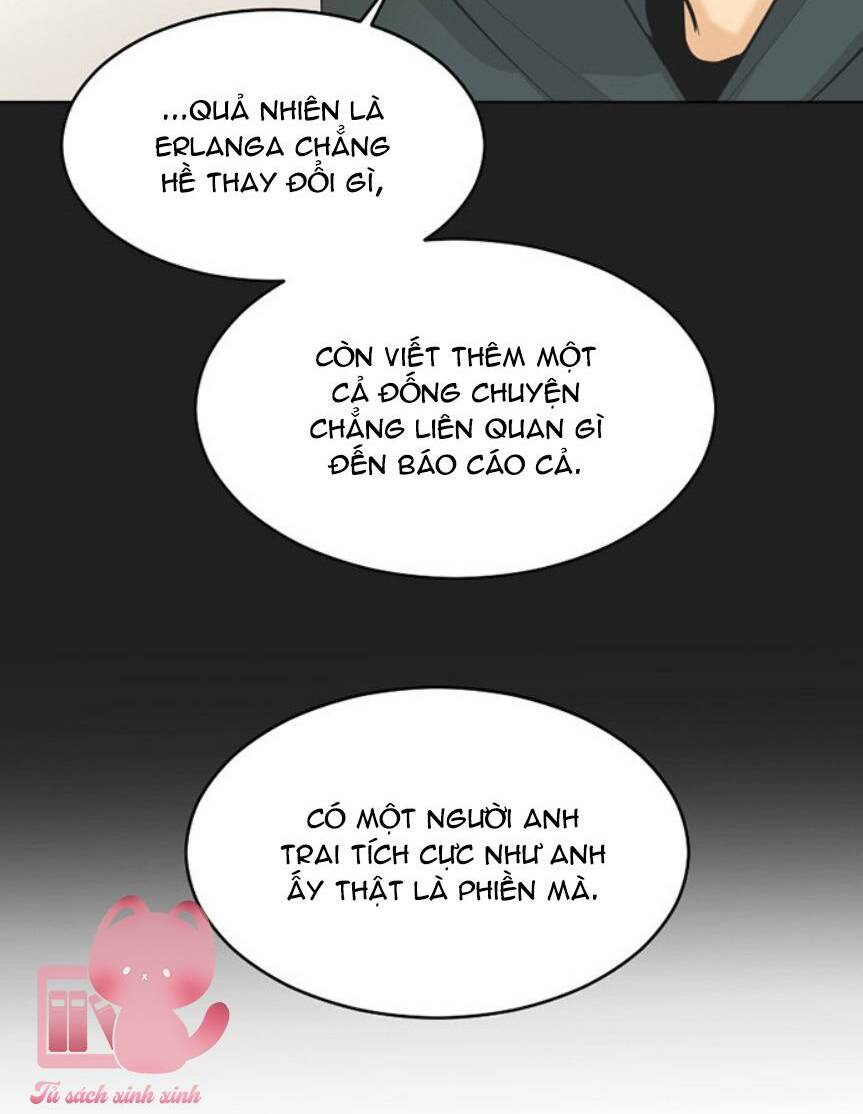 ...QUẢ NHIÊN LÀ
ERLANGA CHẲNG
HỀ THAY ĐỔI GÌ,
CÒN VIẾT THÊM MỘT
CẢ ĐỐNG CHUYỆN
CHẲNG LIÊN QUAN GÌ
ĐẾN BÁO CÁO CẢ.
CÓ MỘT NGƯỜI ANH
TRAI TÍCH CỰC NHƯ ANH
ẤY THẬT LÀ PHIỀN MÀ.
Tủ sách xinh xinh